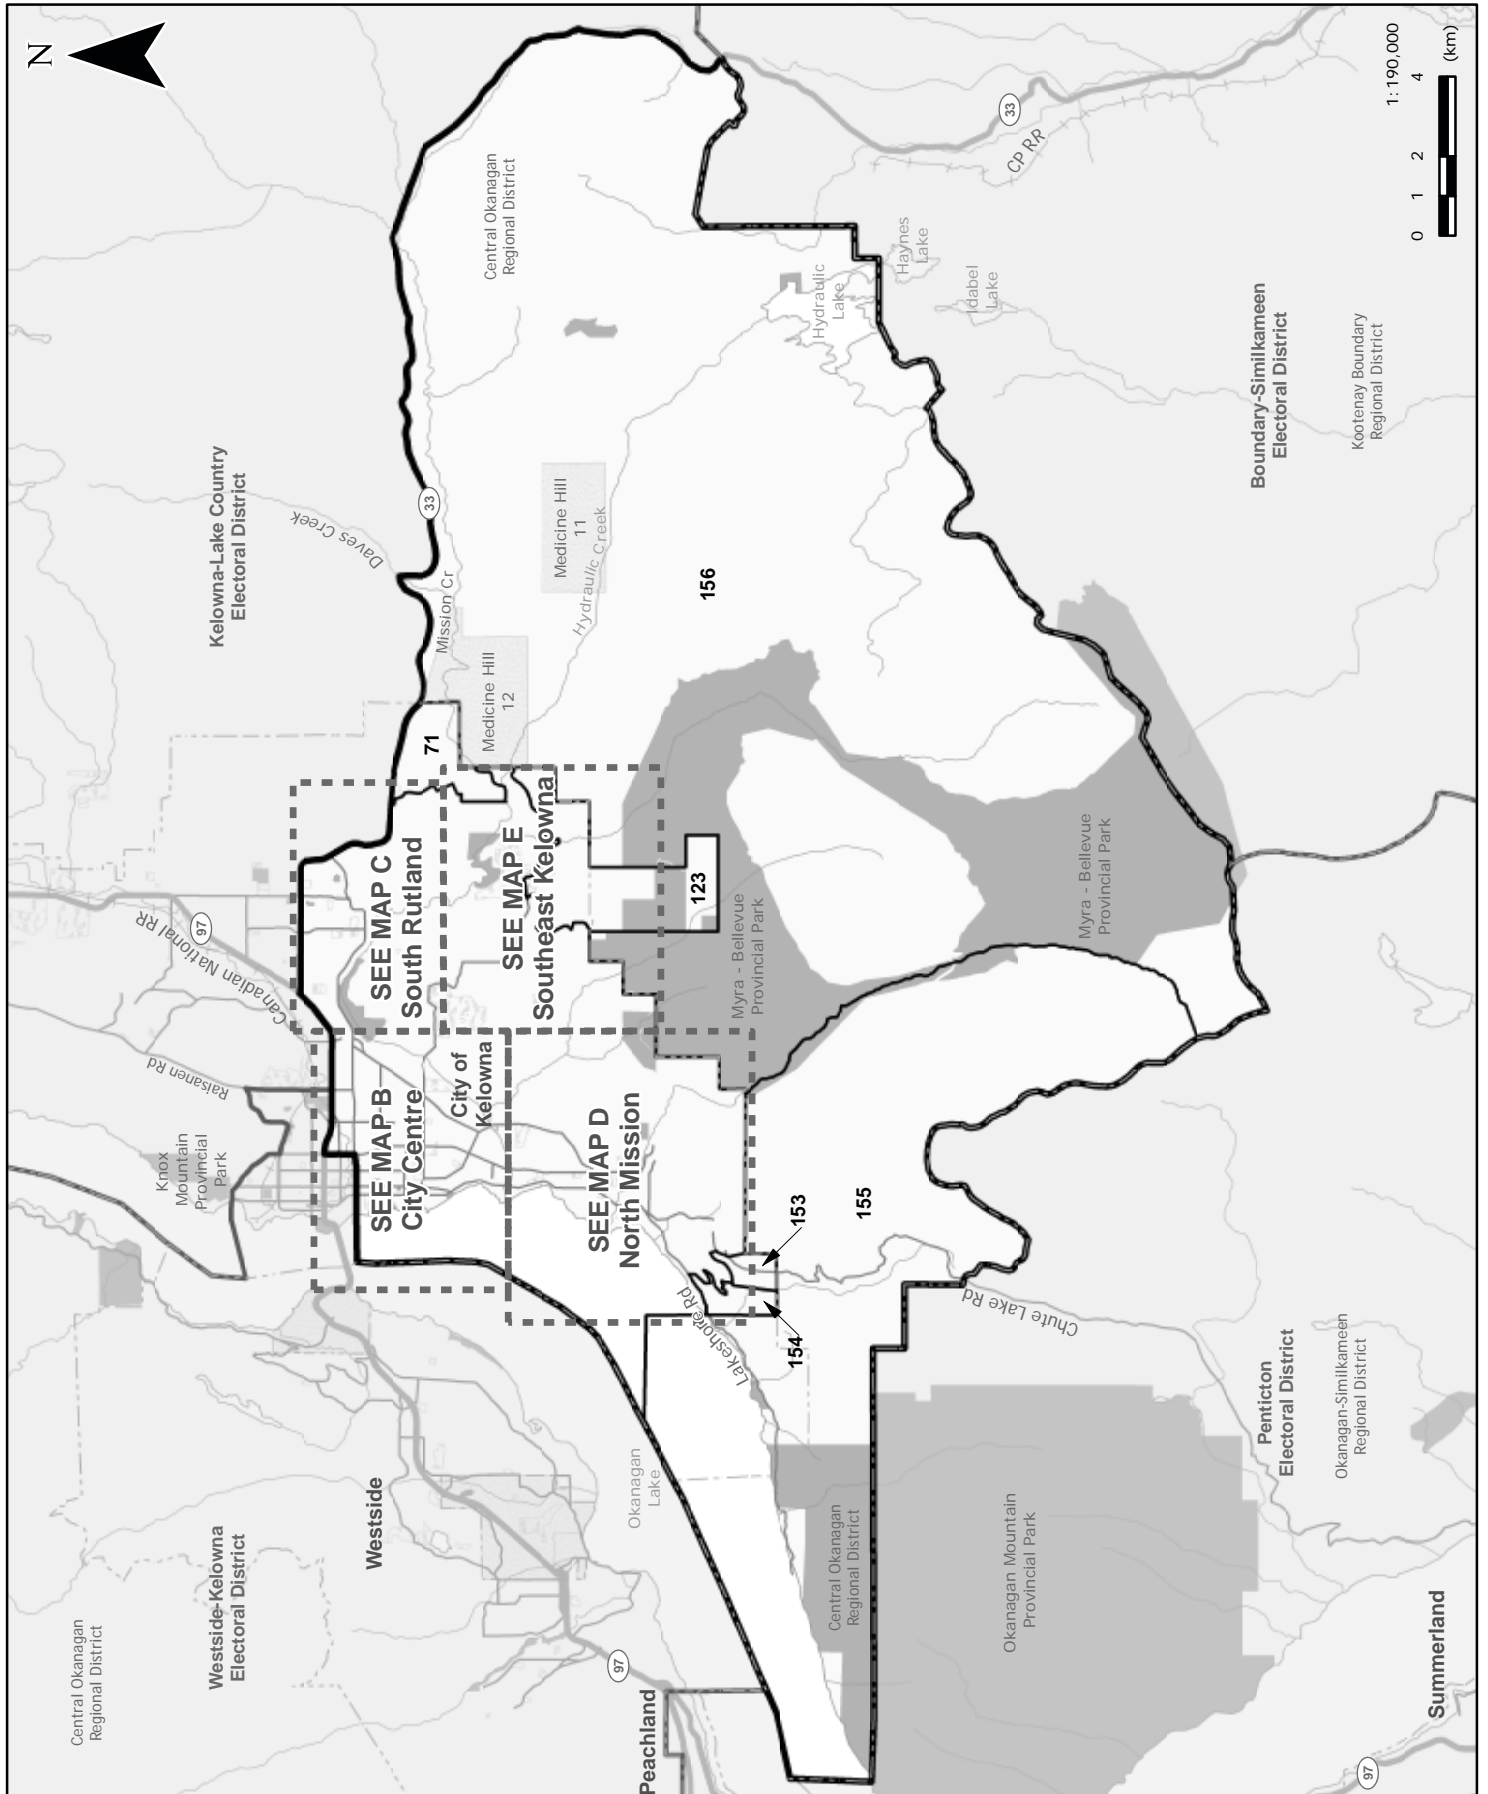 N
Central Okanagan
Regional District
Westside-Kelowna
Electoral District
Westside
Peachland
97
Okanagan
Lake
Knox
Mountain
Provincial
Park
Raisanen Rd
Canadian National RR
97
Kelowna-Lake Country
Electoral District
Daves Creek
33
Mission Cr
Central Okanagan
Regional District
Medicine Hill
11
Hydraulic Creek
Medicine Hill
12
71
SEE MAP B
City Centre
City of
Kelowna
SEE MAP C
South Rutland
SEE MAP D
North Mission
SEE MAP E
Southeast Kelowna
123
156
Hydraulic
Lake
Haynes
Lake
Idabel
Lake
33
CP RR
Lakeshore Rd
154
153
155
Myra - Bellevue
Provincial Park
Myra - Bellevue
Provincial Park
Chute Lake Rd
Central Okanagan
Regional District
Okanagan Mountain
Provincial Park
Penticton
Electoral District
Okanagan-Similkameen
Regional District
Boundary-Similkameen
Electoral District
Kootenay Boundary
Regional District
Summerland
97
1: 190,000
0 1 2 4
(km)